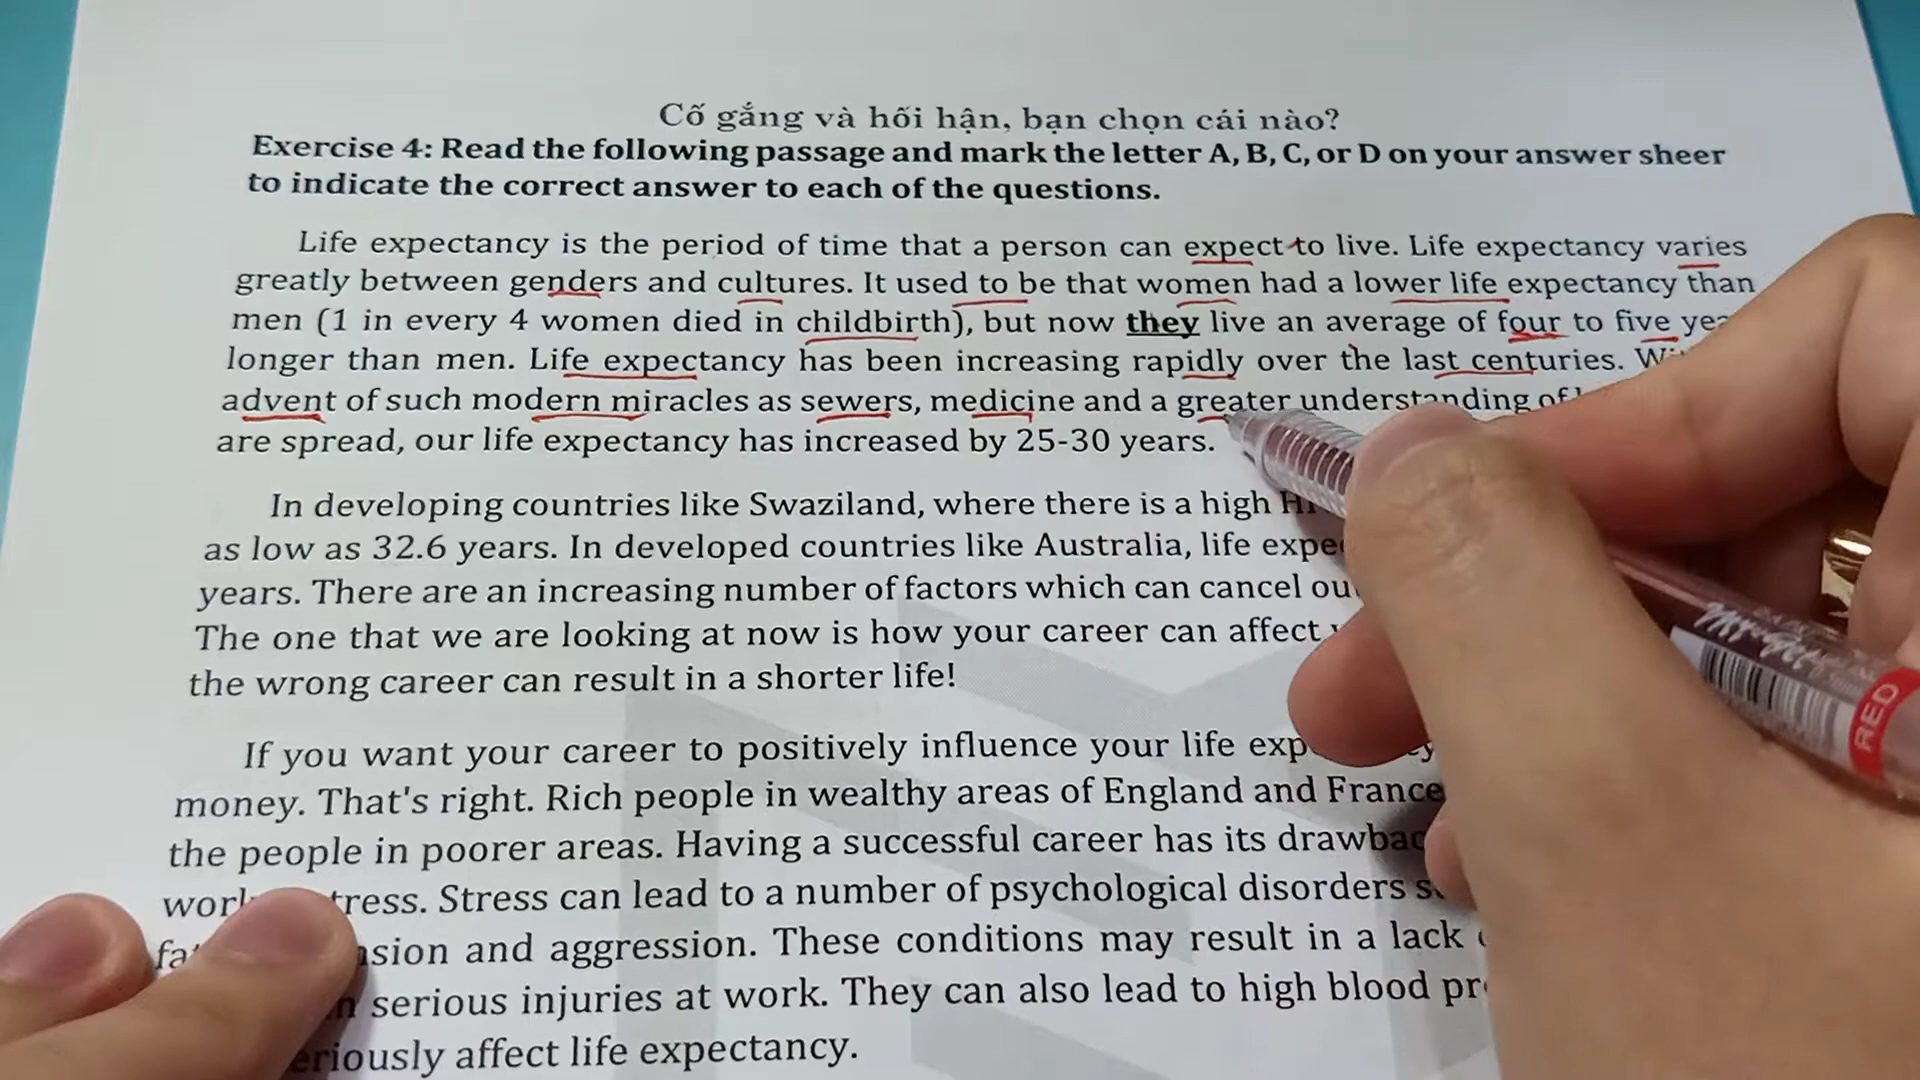 Cố gắng và hối hận, bạn chọn cái nào?
Exercise 4: Read the following passage and mark the letter A, B, C, or D on your answer sheer
to indicate the correct answer to each of the questions.
Life expectancy is the period of time that a person can expect to live. Life expectancy varies
greatly between genders and cultures. It used to be that women had a lower life expectancy than
men (1 in every 4 women died in childbirth), but now they live an average of four to five
longer than men. Life expectancy has been increasing rapidly over the last centuries.
advent of such modern miracles as sewers, medicine and a greater understanding of
are spread, our life expectancy has increased by 25-30 years.
In developing countries like Swaziland, where there is a high
as low as 32.6 years. In developed countries like Australia, life
years. There are an increasing number of factors which can cancel
The one that we are looking at now is how your career can affect
the wrong career can result in a shorter life!
If you want your career to positively influence your life
money. That's right. Rich people in wealthy areas of England and France
the people in poorer areas. Having a successful career has its
stress. Stress can lead to a number of psychological disorders
and aggression. These conditions may result in a lack
serious injuries at work. They can also lead to high blood
seriously affect life expectancy.
RED